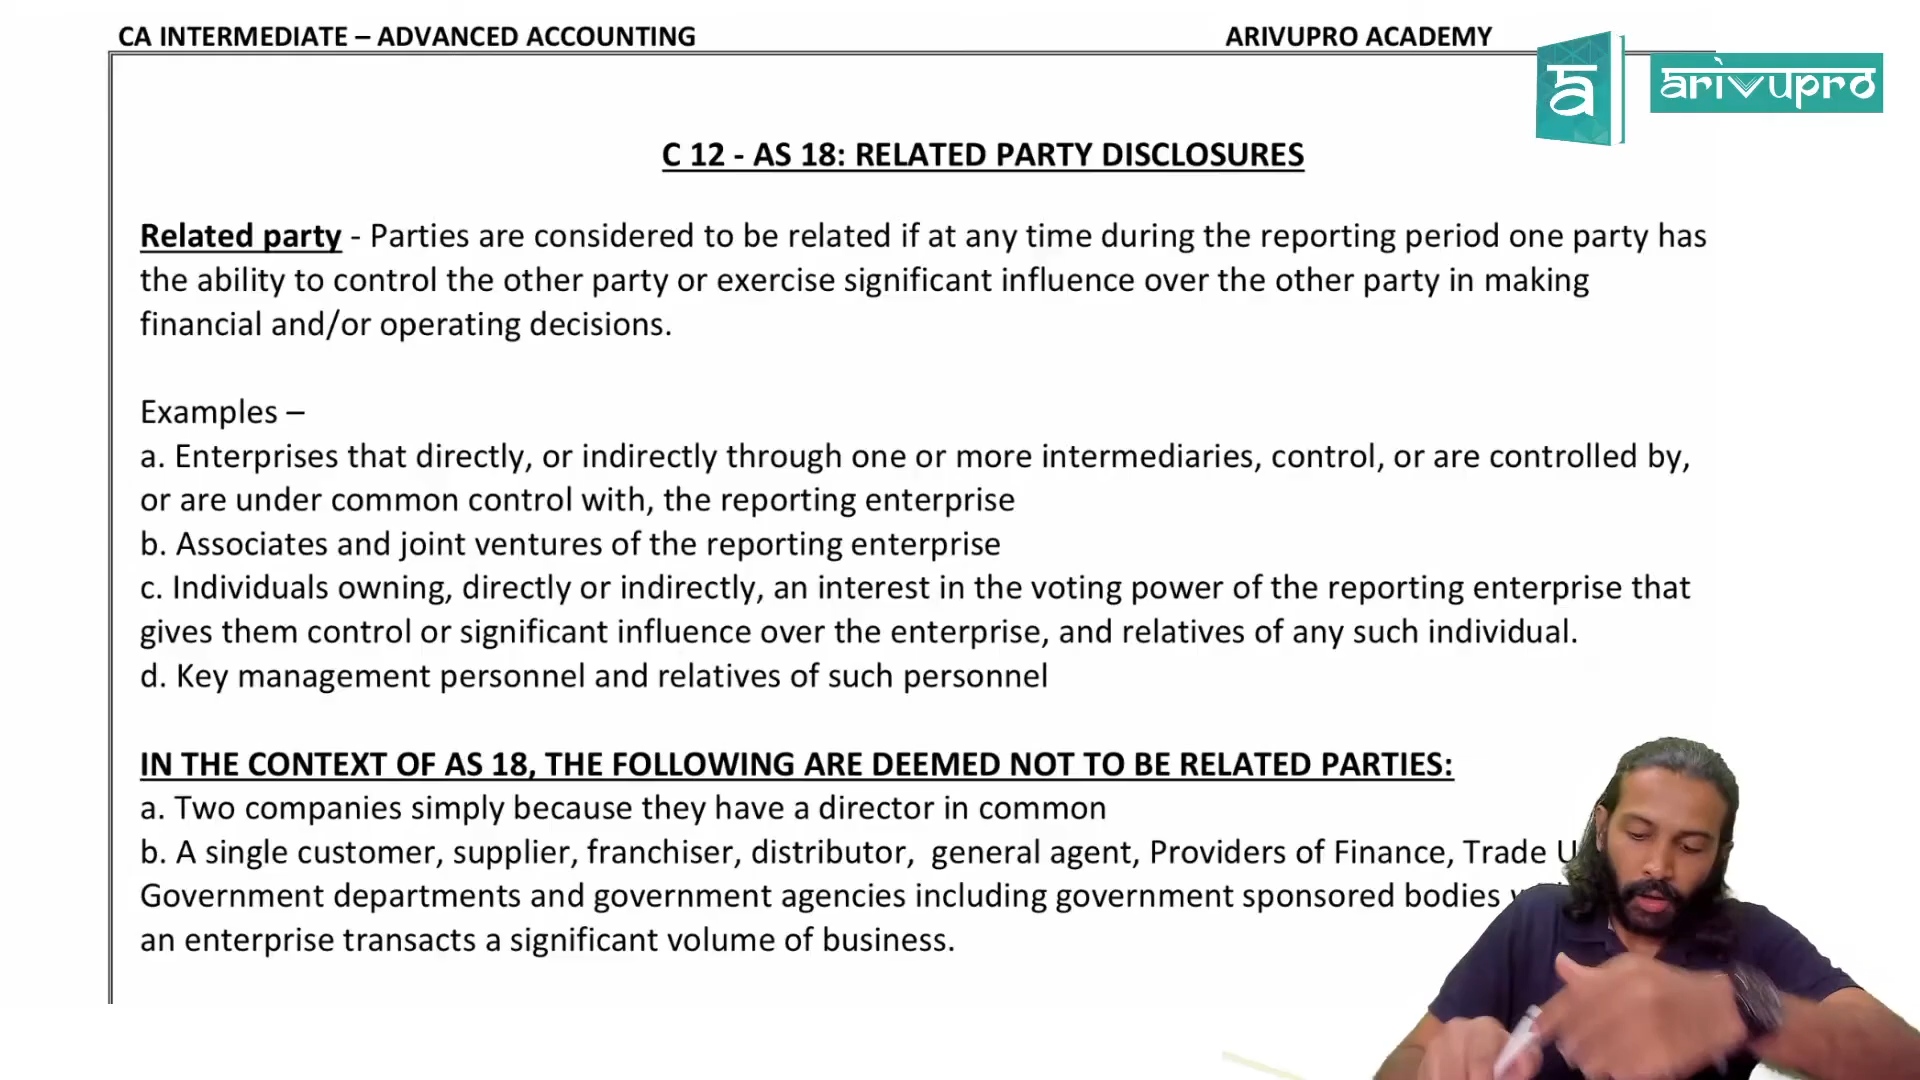 CA INTERMEDIATE – ADVANCED ACCOUNTING
ARIVUPRO ACADEMY
a
arivupro
C 12 - AS 18: RELATED PARTY DISCLOSURES
Related party - Parties are considered to be related if at any time during the reporting period one party has
the ability to control the other party or exercise significant influence over the other party in making
financial and/or operating decisions.
Examples –
a. Enterprises that directly, or indirectly through one or more intermediaries, control, or are controlled by,
or are under common control with, the reporting enterprise
b. Associates and joint ventures of the reporting enterprise
c. Individuals owning, directly or indirectly, an interest in the voting power of the reporting enterprise that
gives them control or significant influence over the enterprise, and relatives of any such individual.
d. Key management personnel and relatives of such personnel
IN THE CONTEXT OF AS 18, THE FOLLOWING ARE DEEMED NOT TO BE RELATED PARTIES:
a. Two companies simply because they have a director in common
b. A single customer, supplier, franchiser, distributor, general agent, Providers of Finance, Trade
Government departments and government agencies including government sponsored bodies
an enterprise transacts a significant volume of business.